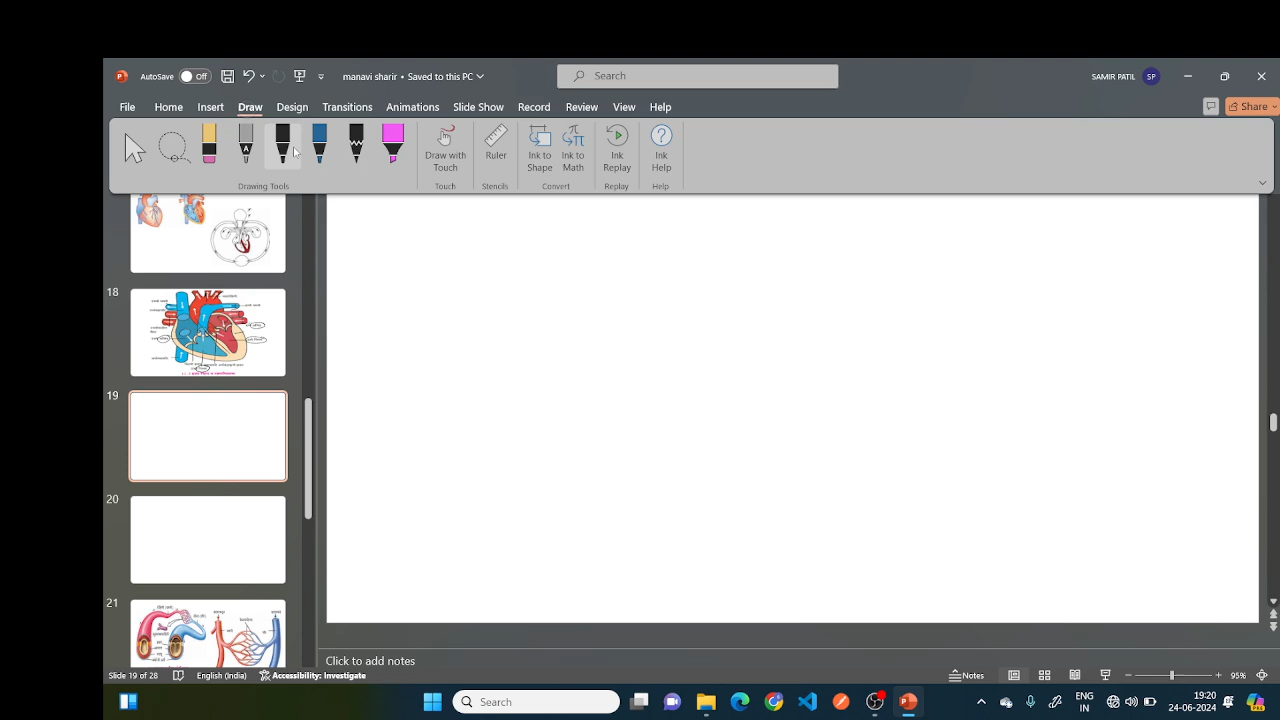 AutoSave Off manavi sharir • Saved to this PC Search SAMIR PATIL SP
File Home Insert Draw Design Transitions Animations Slide Show Record Review View Help Share
Draw with Touch Ruler Ink to Shape Ink to Math Ink Replay Ink Help
Drawing Tools Touch Stencils Convert Replay Help
18
19
20
21
Click to add notes
Slide 19 of 28 English (India) Accessibility: Investigate Notes 95%
Search ENG IN 19:20 24-06-2024